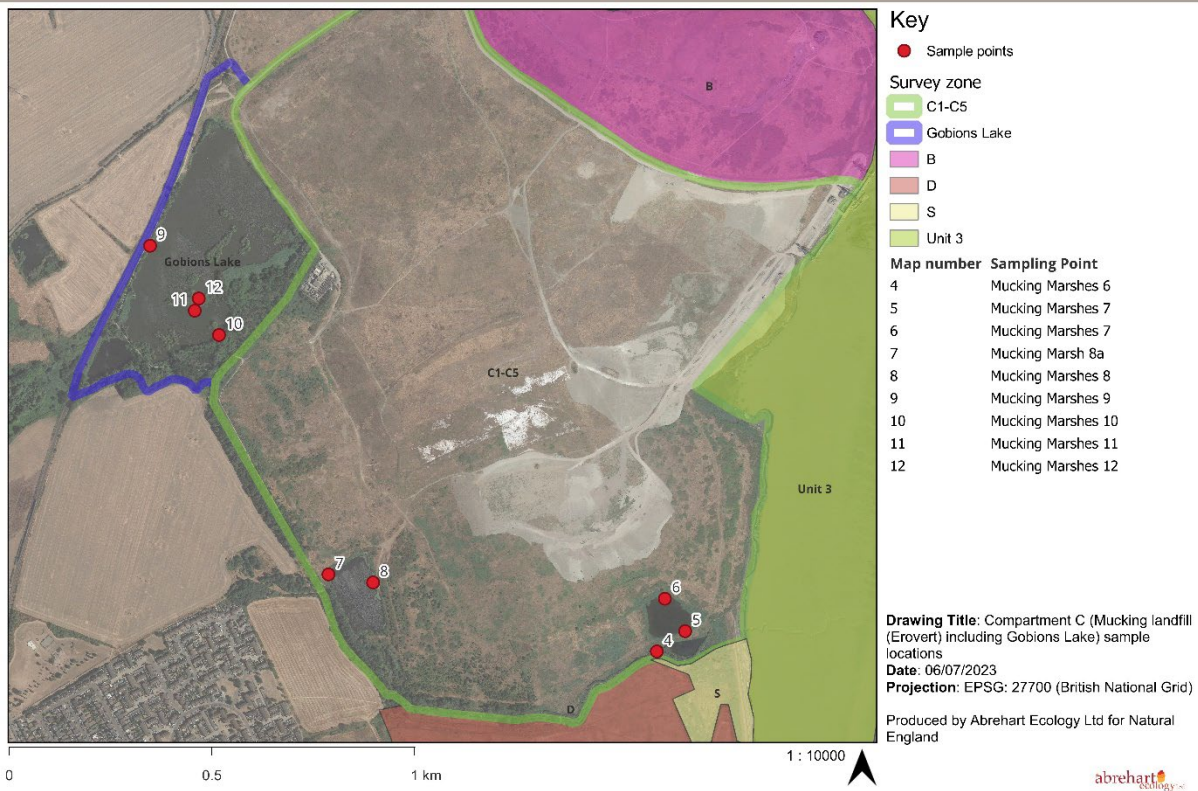 B
9
Gobions Lake
12
11
10
C1-C5
Unit 3
7
8
6
5
4
S
D
0 0.5 1 km
1 : 10000
Key
Sample points
Survey zone
C1-C5
Gobions Lake
B
D
S
Unit 3
Map number Sampling Point
4 Mucking Marshes 6
5 Mucking Marshes 7
6 Mucking Marshes 7
7 Mucking Marsh 8a
8 Mucking Marshes 8
9 Mucking Marshes 9
10 Mucking Marshes 10
11 Mucking Marshes 11
12 Mucking Marshes 12
Drawing Title: Compartment C (Mucking landfill
(Erovert) including Gobions Lake) sample
locations
Date: 06/07/2023
Projection: EPSG: 27700 (British National Grid)
Produced by Abrehart Ecology Ltd for Natural
England
abrehart
ecology